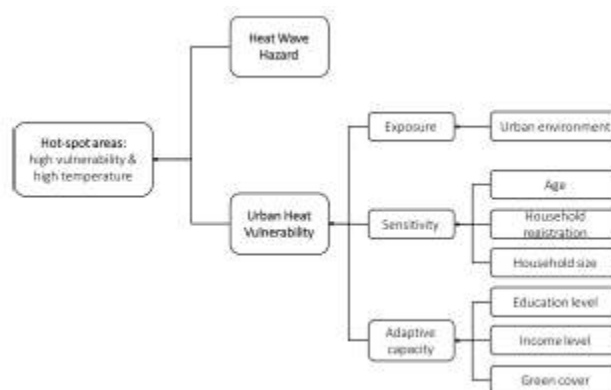 Heat Wave
Hazard
Hot-spot areas:
high vulnerability &
high temperature
Urban Heat
Vulnerability
Exposure
Urban environment
Sensitivity
Age
Household
registration
Household size
Adaptive
capacity
Education level
Income level
Green cover